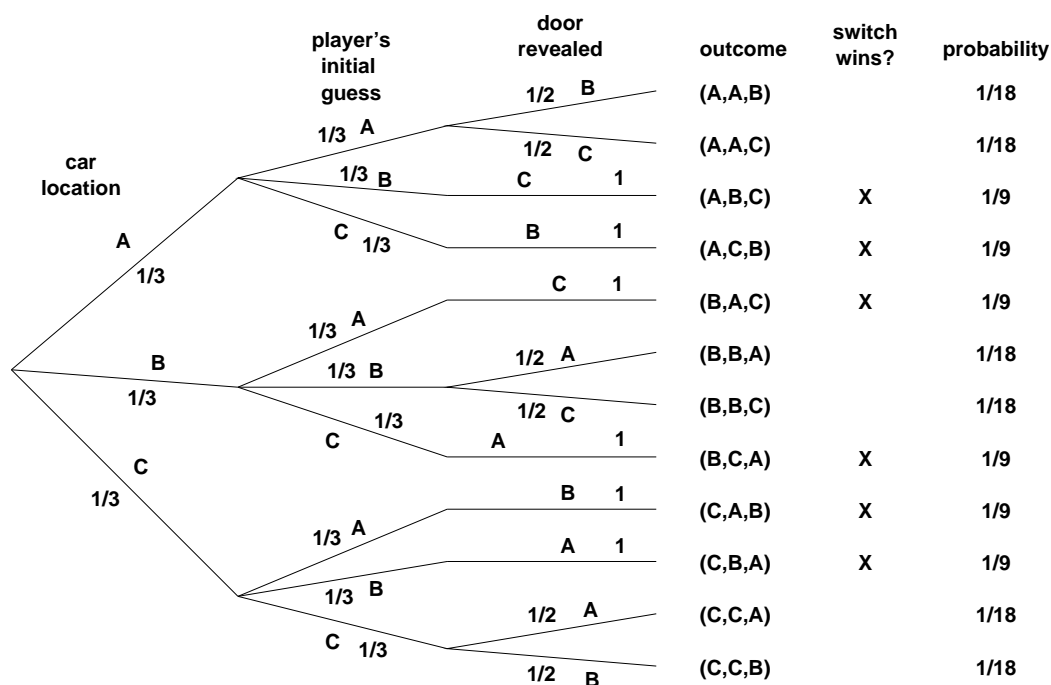 player's
initial
guess
door
revealed
outcome
switch
wins?
probability
car
location
A
1/3
B
1/3
C
1/3
1/3 A
1/3 B
C 1/3
1/2 B
1/2 C
C 1
B 1
(A,A,B) 1/18
(A,A,C) 1/18
(A,B,C) X 1/9
(A,C,B) X 1/9
1/3 A
1/3 B
1/3
C
C 1
1/2 A
1/2 C
A 1
(B,A,C) X 1/9
(B,B,A) 1/18
(B,B,C) 1/18
(B,C,A) X 1/9
1/3 A
1/3 B
C 1/3
B 1
A 1
1/2 A
1/2 B
(C,A,B) X 1/9
(C,B,A) X 1/9
(C,C,A) 1/18
(C,C,B) 1/18